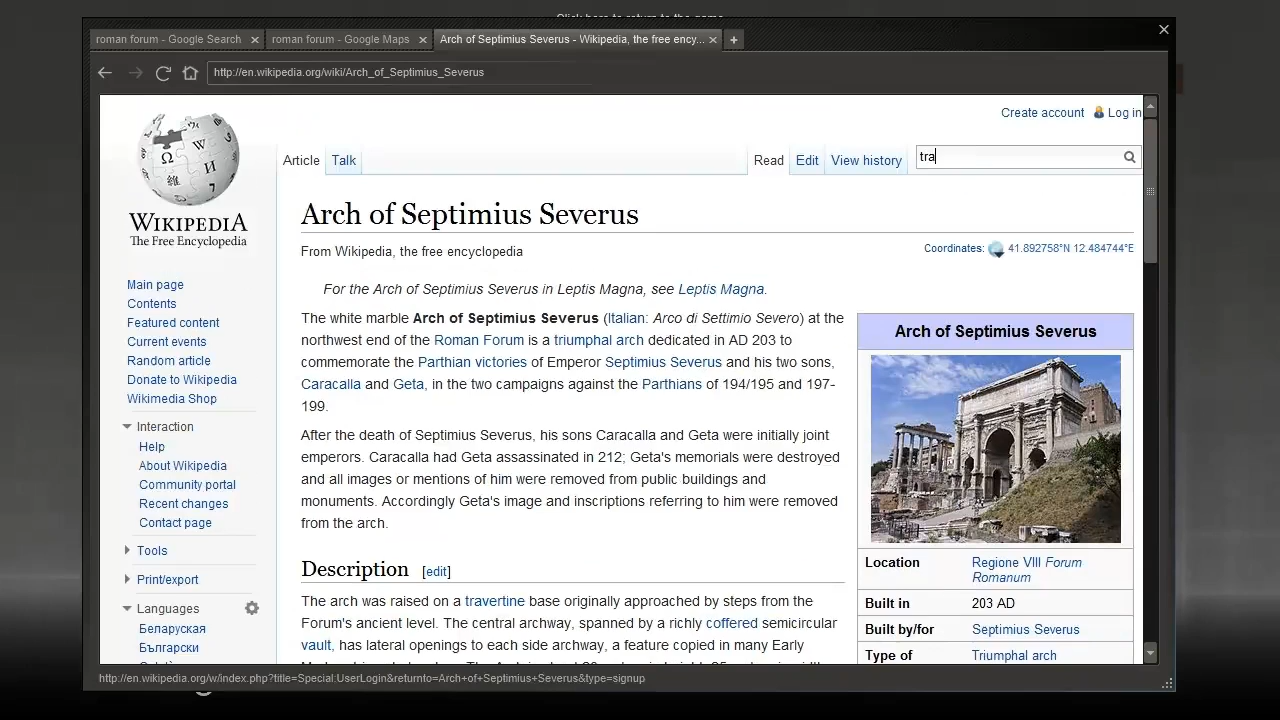 Click here to return to the game
roman forum - Google Search
roman forum - Google Maps
Arch of Septimius Severus - Wikipedia, the free ency...
http://en.wikipedia.org/wiki/Arch_of_Septimius_Severus
Create account
Log in
Article
Talk
Read
Edit
View history
tra
WIKIPEDIA
The Free Encyclopedia
Arch of Septimius Severus
From Wikipedia, the free encyclopedia
Coordinates: 41.892758°N 12.484744°E
For the Arch of Septimius Severus in Leptis Magna, see Leptis Magna.
The white marble Arch of Septimius Severus (Italian: Arco di Settimio Severo) at the
northwest end of the Roman Forum is a triumphal arch dedicated in AD 203 to
commemorate the Parthian victories of Emperor Septimius Severus and his two sons,
Caracalla and Geta, in the two campaigns against the Parthians of 194/195 and 197-
199.
After the death of Septimius Severus, his sons Caracalla and Geta were initially joint
emperors. Caracalla had Geta assassinated in 212; Geta's memorials were destroyed
and all images or mentions of him were removed from public buildings and
monuments. Accordingly Geta's image and inscriptions referring to him were removed
from the arch.
Description [edit]
The arch was raised on a travertine base originally approached by steps from the
Forum's ancient level. The central archway, spanned by a richly coffered semicircular
vault, has lateral openings to each side archway, a feature copied in many Early
Arch of Septimius Severus
Location
Regione VIII Forum
Romanum
Built in
203 AD
Built by/for
Septimius Severus
Type of
Triumphal arch
Main page
Contents
Featured content
Current events
Random article
Donate to Wikipedia
Wikimedia Shop
Interaction
Help
About Wikipedia
Community portal
Recent changes
Contact page
Tools
Print/export
Languages
Беларуская
Български
http://en.wikipedia.org/w/index.php?title=Special:UserLogin&returnto=Arch+of+Septimius+Severus&type=signup